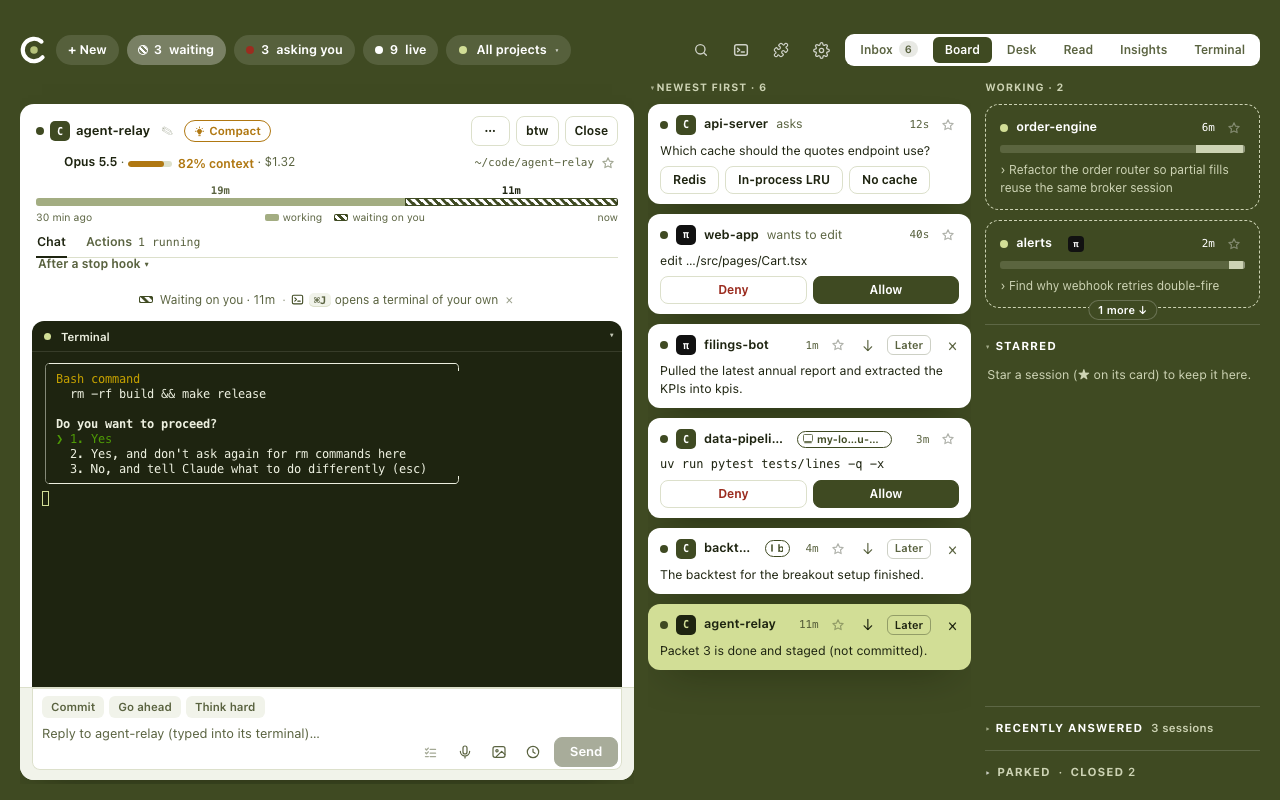 + New
3 waiting
3 asking you
9 live
All projects
Inbox 6
Board
Desk
Read
Insights
Terminal
C agent-relay
Compact
...
btw
Close
Opus 5.5 · 82% context · $1.32
~/code/agent-relay
19m
11m
30 min ago
working
waiting on you
now
Chat
Actions 1 running
After a stop hook
Waiting on you · 11m · ⌘J opens a terminal of your own ×
Terminal
Bash command
rm -rf build && make release
Do you want to proceed?
❯ 1. Yes
2. Yes, and don't ask again for rm commands here
3. No, and tell Claude what to do differently (esc)
Commit
Go ahead
Think hard
Reply to agent-relay (typed into its terminal)...
Send
NEWEST FIRST · 6
C api-server asks 12s
Which cache should the quotes endpoint use?
Redis
In-process LRU
No cache
π web-app wants to edit 40s
edit .../src/pages/Cart.tsx
Deny
Allow
π filings-bot 1m ↓ Later ×
Pulled the latest annual report and extracted the
KPIs into kpis.
C data-pipeli... my-lo...u-... 3m
uv run pytest tests/lines -q -x
Deny
Allow
C backt... 4m ↓ Later ×
The backtest for the breakout setup finished.
C agent-relay 11m ↓ Later ×
Packet 3 is done and staged (not committed).
WORKING · 2
order-engine 6m
› Refactor the order router so partial fills
reuse the same broker session
alerts π 2m
› Find why webhook retries double-fire
1 more ↓
STARRED
Star a session (★ on its card) to keep it here.
RECENTLY ANSWERED 3 sessions
PARKED · CLOSED 2